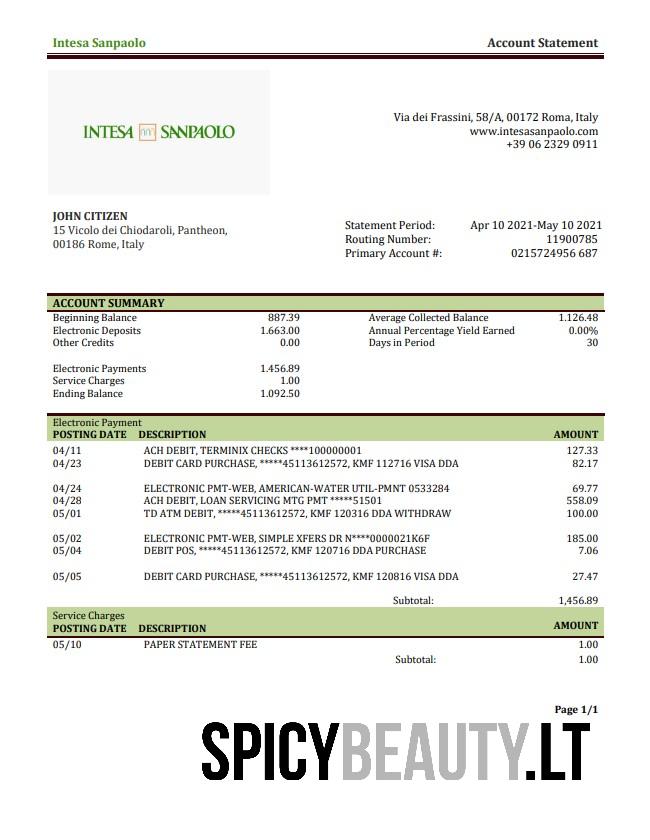 Intesa Sanpaolo Account Statement
INTESA SANPAOLO
Via dei Frassini, 58/A, 00172 Roma, Italy
www.intesasanpaolo.com
+39 06 2329 0911
JOHN CITIZEN
15 Vicolo dei Chiodaroli, Pantheon,
00186 Rome, Italy
Statement Period: Apr 10 2021-May 10 2021
Routing Number: 11900785
Primary Account #: 0215724956 687
ACCOUNT SUMMARY
Beginning Balance 887.39 Average Collected Balance 1.126.48
Electronic Deposits 1.663.00 Annual Percentage Yield Earned 0.00%
Other Credits 0.00 Days in Period 30
Electronic Payments 1.456.89
Service Charges 1.00
Ending Balance 1.092.50
Electronic Payment
POSTING DATE DESCRIPTION AMOUNT
04/11 ACH DEBIT, TERMINIX CHECKS ****100000001 127.33
04/23 DEBIT CARD PURCHASE, *****45113612572, KMF 112716 VISA DDA 82.17
04/24 ELECTRONIC PMT-WEB, AMERICAN-WATER UTIL-PMNT 0533284 69.77
04/28 ACH DEBIT, LOAN SERVICING MTG PMT *****51501 558.09
05/01 TD ATM DEBIT, *****45113612572, KMF 120316 DDA WITHDRAW 100.00
05/02 ELECTRONIC PMT-WEB, SIMPLE XFERS DR N****0000021K6F 185.00
05/04 DEBIT POS, *****45113612572, KMF 120716 DDA PURCHASE 7.06
05/05 DEBIT CARD PURCHASE, *****45113612572, KMF 120816 VISA DDA 27.47
Subtotal: 1,456.89
Service Charges
POSTING DATE DESCRIPTION AMOUNT
05/10 PAPER STATEMENT FEE 1.00
Subtotal: 1.00
Page 1/1
SPICYBEAUTY.LT